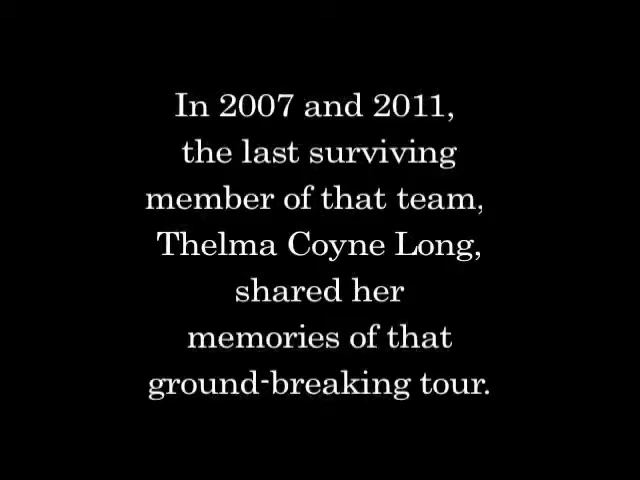 In 2007 and 2011,
the last surviving
member of that team,
Thelma Coyne Long,
shared her
memories of that
ground-breaking tour.